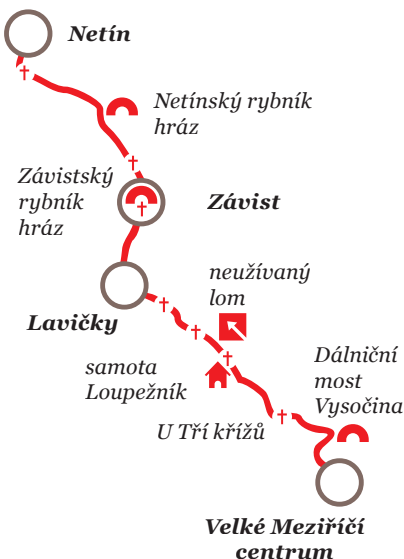 Netín
Netínský rybník
hráz
Závistský
rybník
hráz
Závist
neužívaný
lom
Lavičky
samota
Loupežník
Dálniční
most
Vysočina
U Tří křížů
Velké Meziříčí
centrum